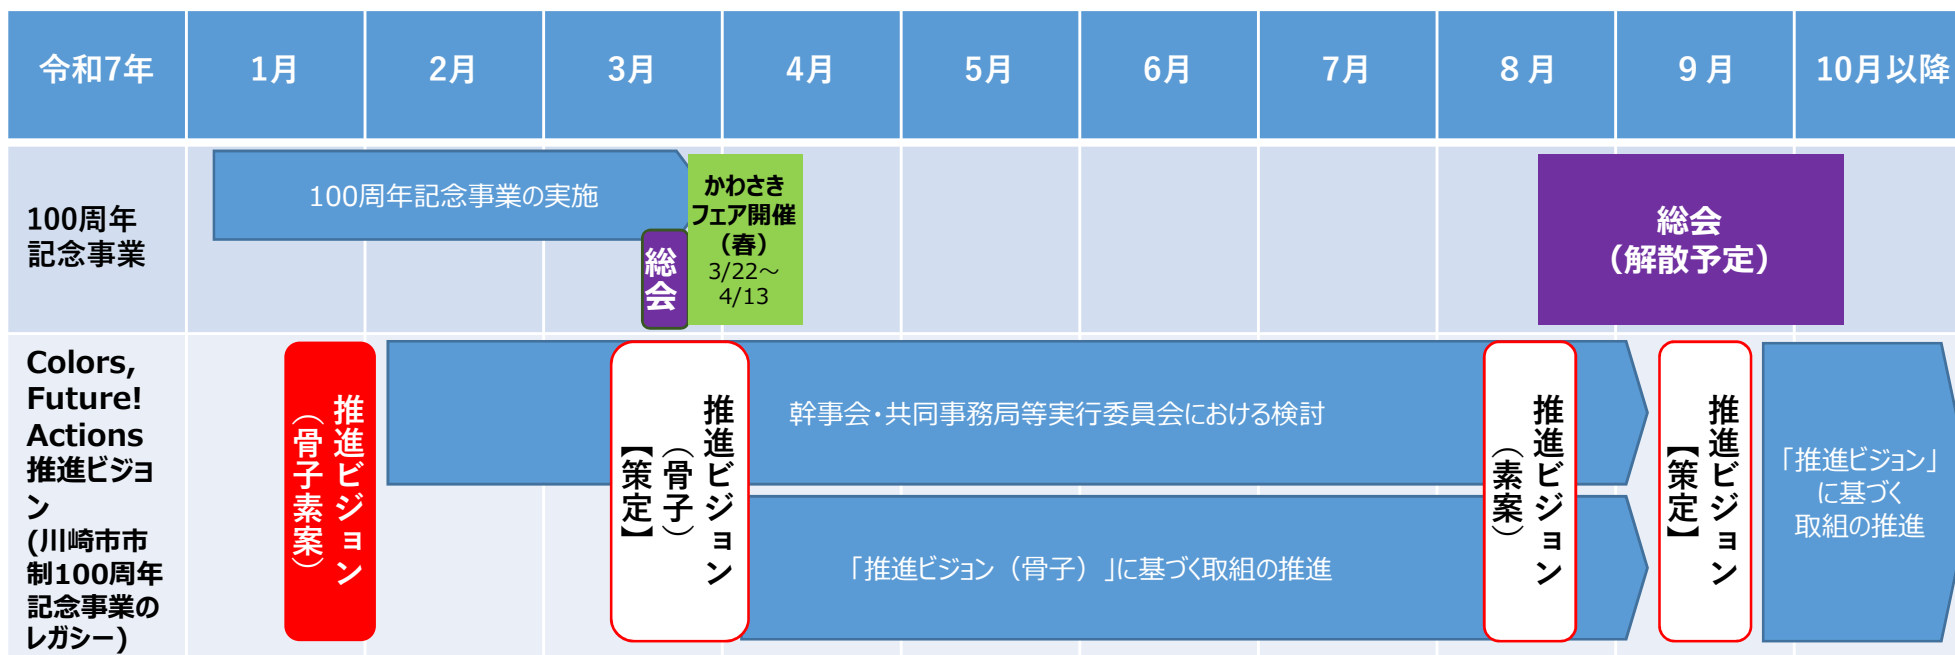 令和7年
1月
2月
3月
4月
5月
6月
7月
8月
9月
10月以降
100周年
記念事業
100周年記念事業の実施
総会
かわさき
フェア開催
（春）
3/22～
4/13
総会
（解散予定）
Colors,
Future!
Actions
推進ビジョ
ン
(川崎市市
制100周年
記念事業の
レガシー)
推進ビジョン
（骨子素案）
推進ビジョン
（骨子）
【策定】
幹事会・共同事務局等実行委員会における検討
「推進ビジョン（骨子）」に基づく取組の推進
推進ビジョン
（素案）
推進ビジョン
【策定】
「推進ビジョン」
に基づく
取組の推進